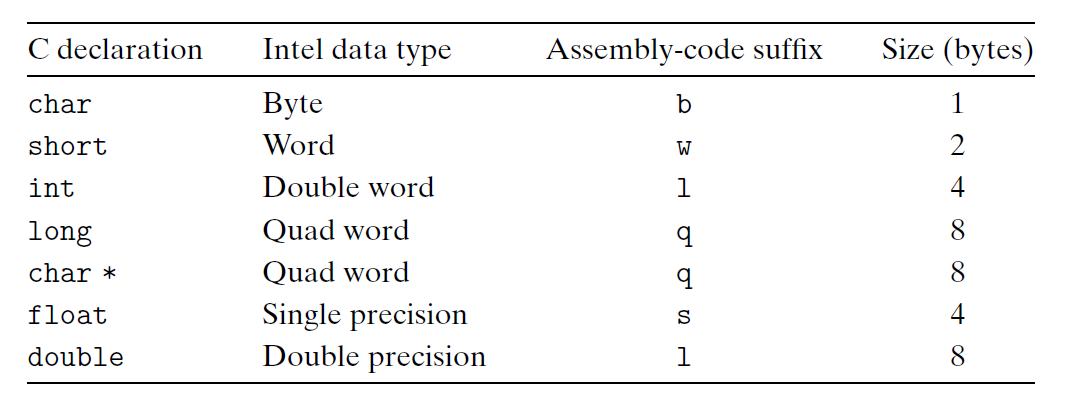 C declaration Intel data type Assembly-code suffix Size (bytes)
char Byte b 1
short Word w 2
int Double word l 4
long Quad word q 8
char * Quad word q 8
float Single precision s 4
double Double precision l 8